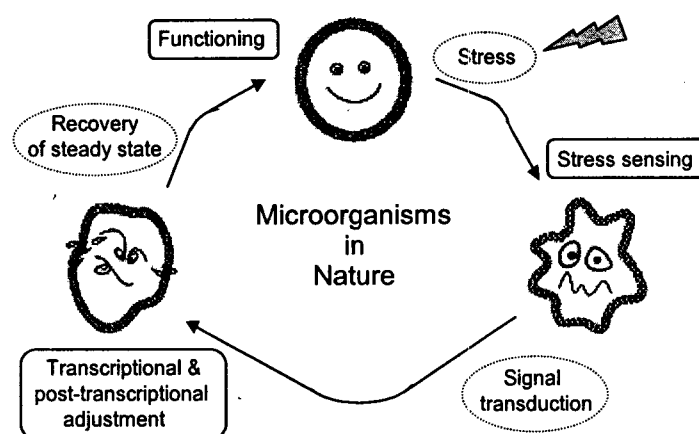 Functioning
Stress
Recovery
of steady state
Stress sensing
Microorganisms
in
Nature
Transcriptional &
post-transcriptional
adjustment
Signal
transduction